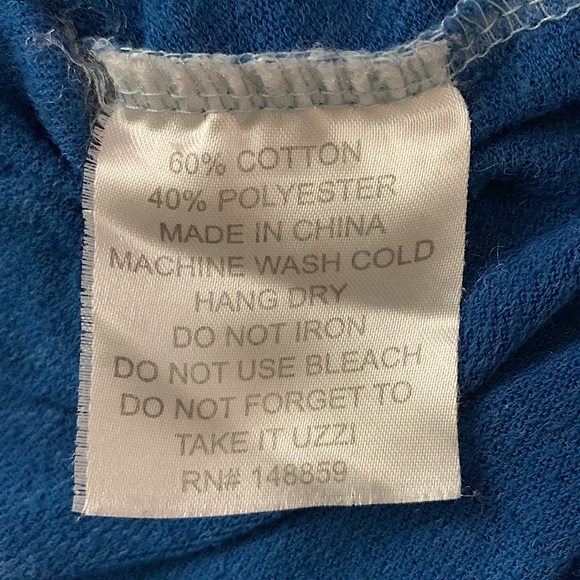 60% COTTON
40% POLYESTER
MADE IN CHINA
MACHINE WASH COLD
HANG DRY
DO NOT IRON
DO NOT USE BLEACH
DO NOT FORGET TO
TAKE IT UZZI
RN# 148859